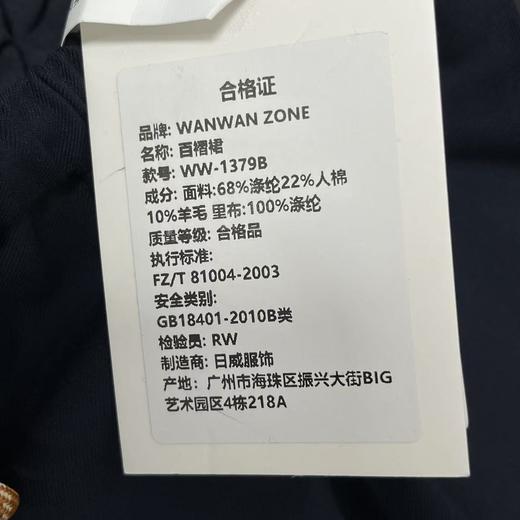 合格证
品牌: WANWAN ZONE
名称: 百褶裙
款号: WW-1379B
成分: 面料:68%涤纶22%人棉
10%羊毛 里布:100%涤纶
质量等级: 合格品
执行标准:
FZ/T 81004-2003
安全类别:
GB18401-2010B类
检验员: RW
制造商: 日威服饰
产地: 广州市海珠区振兴大街BIG
艺术园区4栋218A